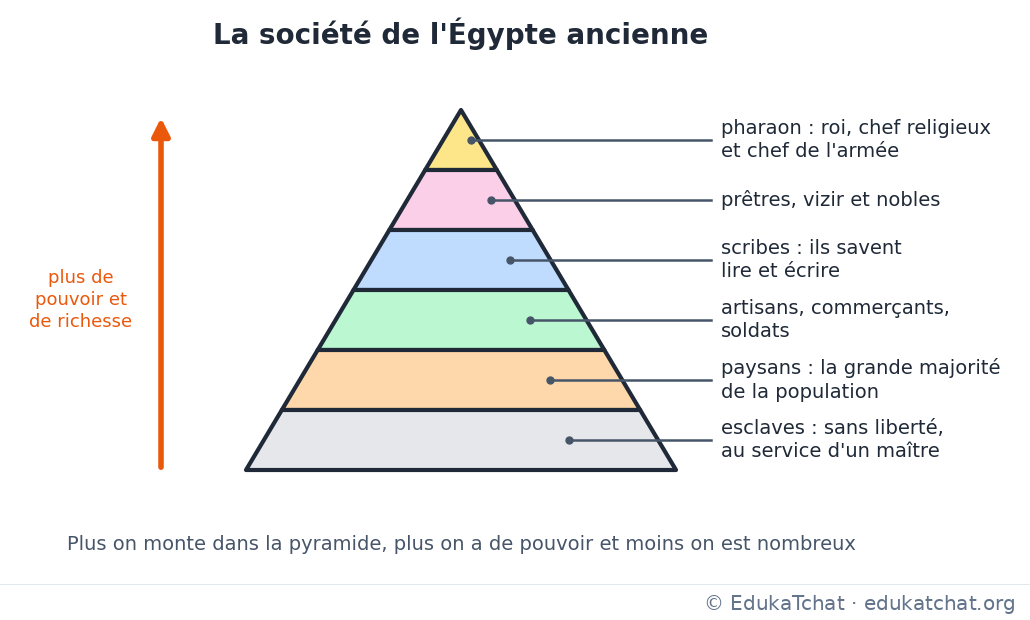 La société de l'Égypte ancienne
pharaon : roi, chef religieux
et chef de l'armée
prêtres, vizir et nobles
scribes : ils savent
lire et écrire
plus de
pouvoir et
de richesse
artisans, commerçants,
soldats
paysans : la grande majorité
de la population
esclaves : sans liberté,
au service d'un maître
Plus on monte dans la pyramide, plus on a de pouvoir et moins on est nombreux
© EdukaTchat · edukatchat.org